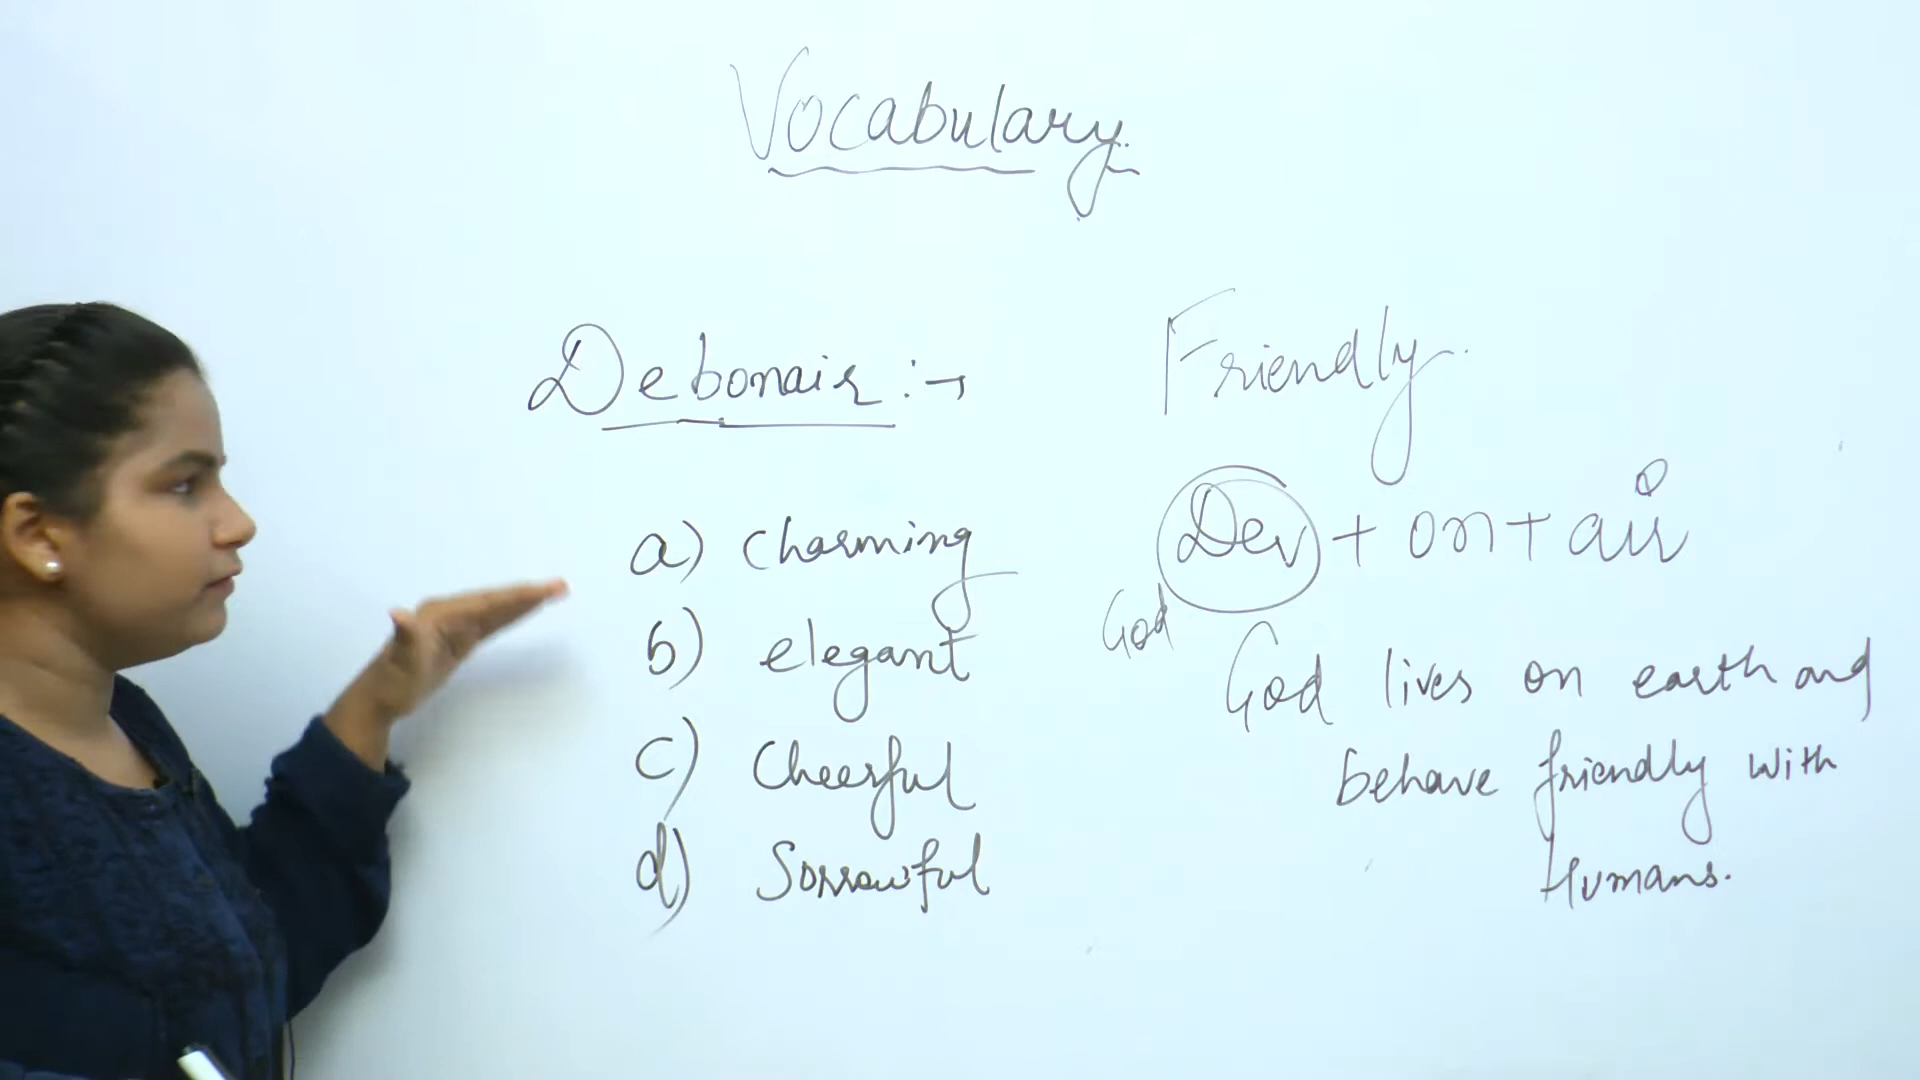 Vocabulary.
Debonair :→
a) Charming
b) elegant
c) Cheerful
d) Sorrowful
Friendly.
Dev + on + air
God
God lives on earth and
behave friendly with
Humans.